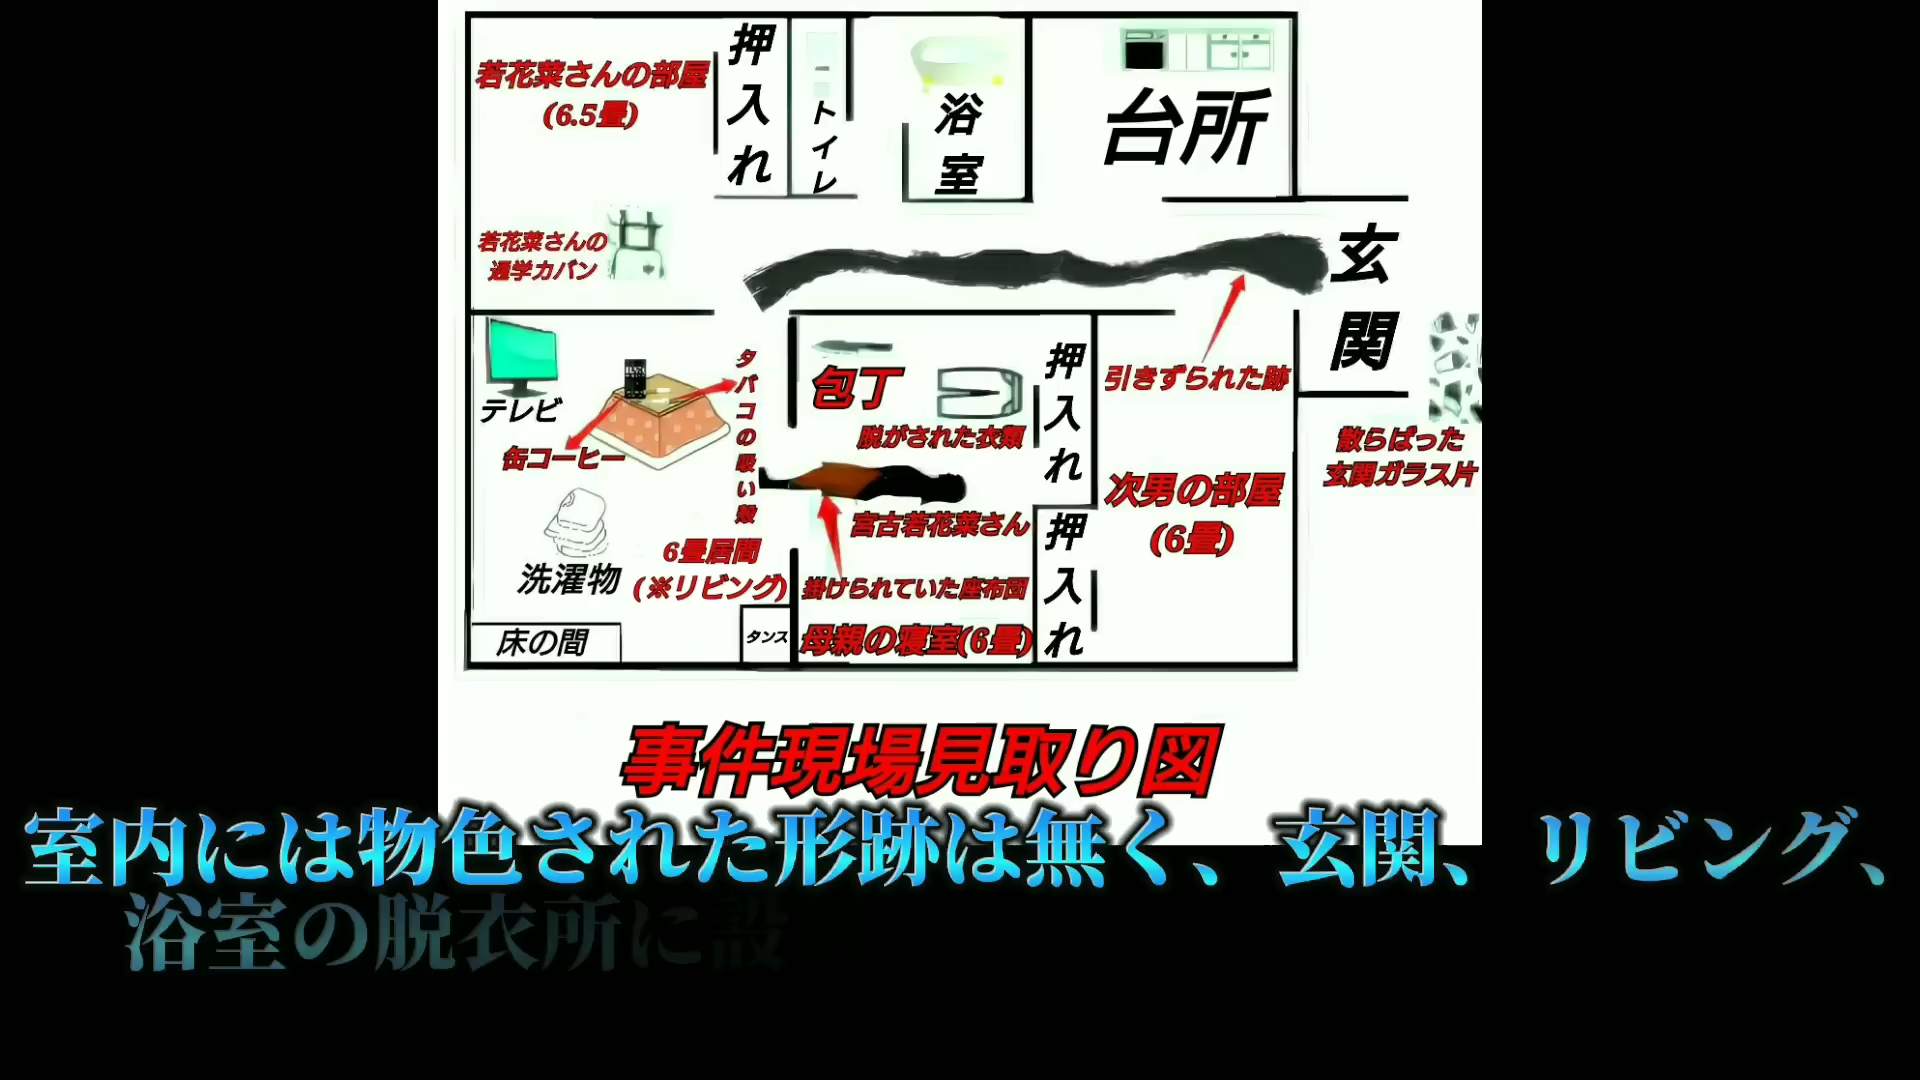 若花菜さんの部屋
(6.5畳)
押入れ
トイレ
浴室
台所
若花菜さんの
通学カバン
玄関
テレビ
缶コーヒー
タバコの吸い殻
包丁
脱がされた衣類
押入れ
引きずられた跡
散らばった
玄関ガラス片
次男の部屋
(6畳)
宮古若花菜さん
押入れ
洗濯物
6畳居間
(※リビング)
掛けられていた座布団
床の間
タンス
母親の寝室(6畳)
事件現場見取り図
室内には物色された形跡は無く、玄関、リビング、
浴室の脱衣所に設